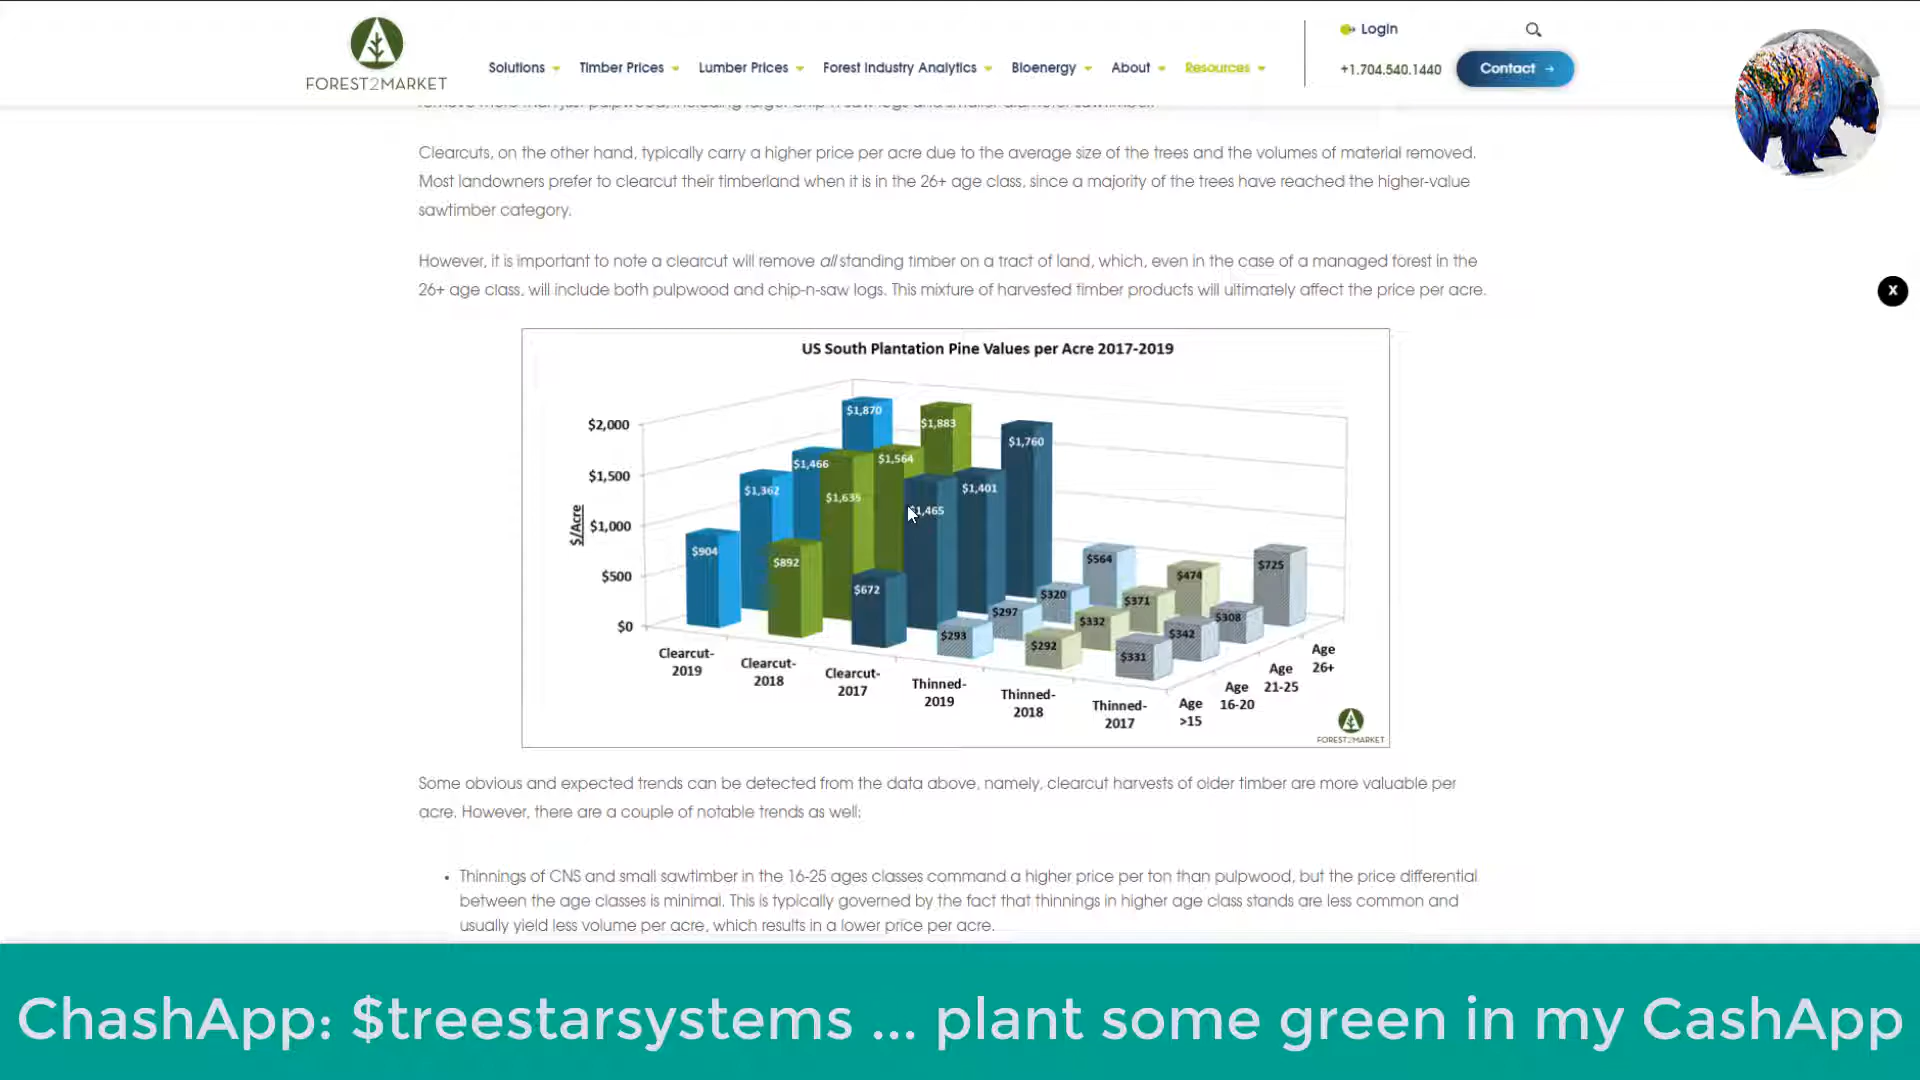 FOREST2MARKET
Solutions
Timber Prices
Lumber Prices
Forest Industry Analytics
Bioenergy
About
Resources
Login
+1.704.540.1440
Contact →
remove more than just pulpwood, including larger chip-n-saw logs and smaller diameter sawtimber.
Clearcuts, on the other hand, typically carry a higher price per acre due to the average size of the trees and the volumes of material removed.
Most landowners prefer to clearcut their timberland when it is in the 26+ age class, since a majority of the trees have reached the higher-value
sawtimber category.
However, it is important to note a clearcut will remove all standing timber on a tract of land, which, even in the case of a managed forest in the
26+ age class, will include both pulpwood and chip-n-saw logs. This mixture of harvested timber products will ultimately affect the price per acre.
X
US South Plantation Pine Values per Acre 2017-2019
$/Acre
$2,000
$1,500
$1,000
$500
$0
$1,870
$1,883
$1,760
$1,466
$1,564
$1,401
$1,362
$1,635
$1,465
$904
$892
$672
$564
$474
$725
$320
$371
$308
$297
$332
$342
$293
$292
$331
Clearcut-
2019
Clearcut-
2018
Clearcut-
2017
Thinned-
2019
Thinned-
2018
Thinned-
2017
Age
>15
Age
16-20
Age
21-25
Age
26+
FOREST2MARKET
Some obvious and expected trends can be detected from the data above, namely, clearcut harvests of older timber are more valuable per
acre. However, there are a couple of notable trends as well:
• Thinnings of CNS and small sawtimber in the 16-25 ages classes command a higher price per ton than pulpwood, but the price differential
between the age classes is minimal. This is typically governed by the fact that thinnings in higher age class stands are less common and
usually yield less volume per acre, which results in a lower price per acre.
ChashApp: $treestarsystems ... plant some green in my CashApp